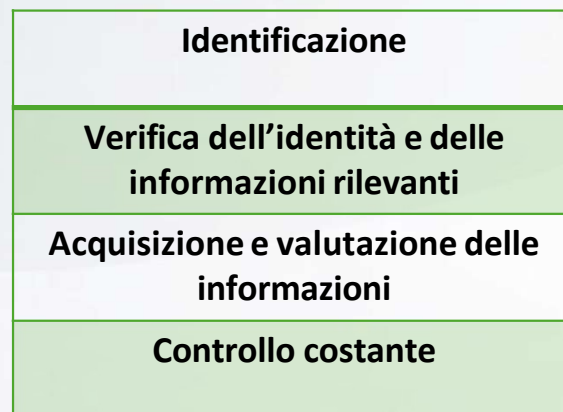 Identificazione
Verifica dell’identità e delle
informazioni rilevanti
Acquisizione e valutazione delle
informazioni
Controllo costante